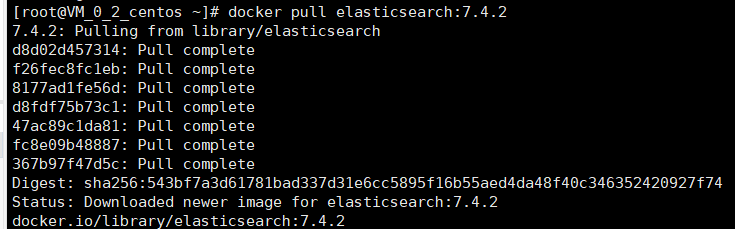 [root@VM_0_2_centos ~]# docker pull elasticsearch:7.4.2
7.4.2: Pulling from library/elasticsearch
d8d02d457314: Pull complete
f26fec8fc1eb: Pull complete
8177ad1fe56d: Pull complete
d8fdf75b73c1: Pull complete
47ac89c1da81: Pull complete
fc8e09b48887: Pull complete
367b97f47d5c: Pull complete
Digest: sha256:543bf7a3d61781bad337d31e6cc5895f16b55aed4da48f40c346352420927f74
Status: Downloaded newer image for elasticsearch:7.4.2
docker.io/library/elasticsearch:7.4.2